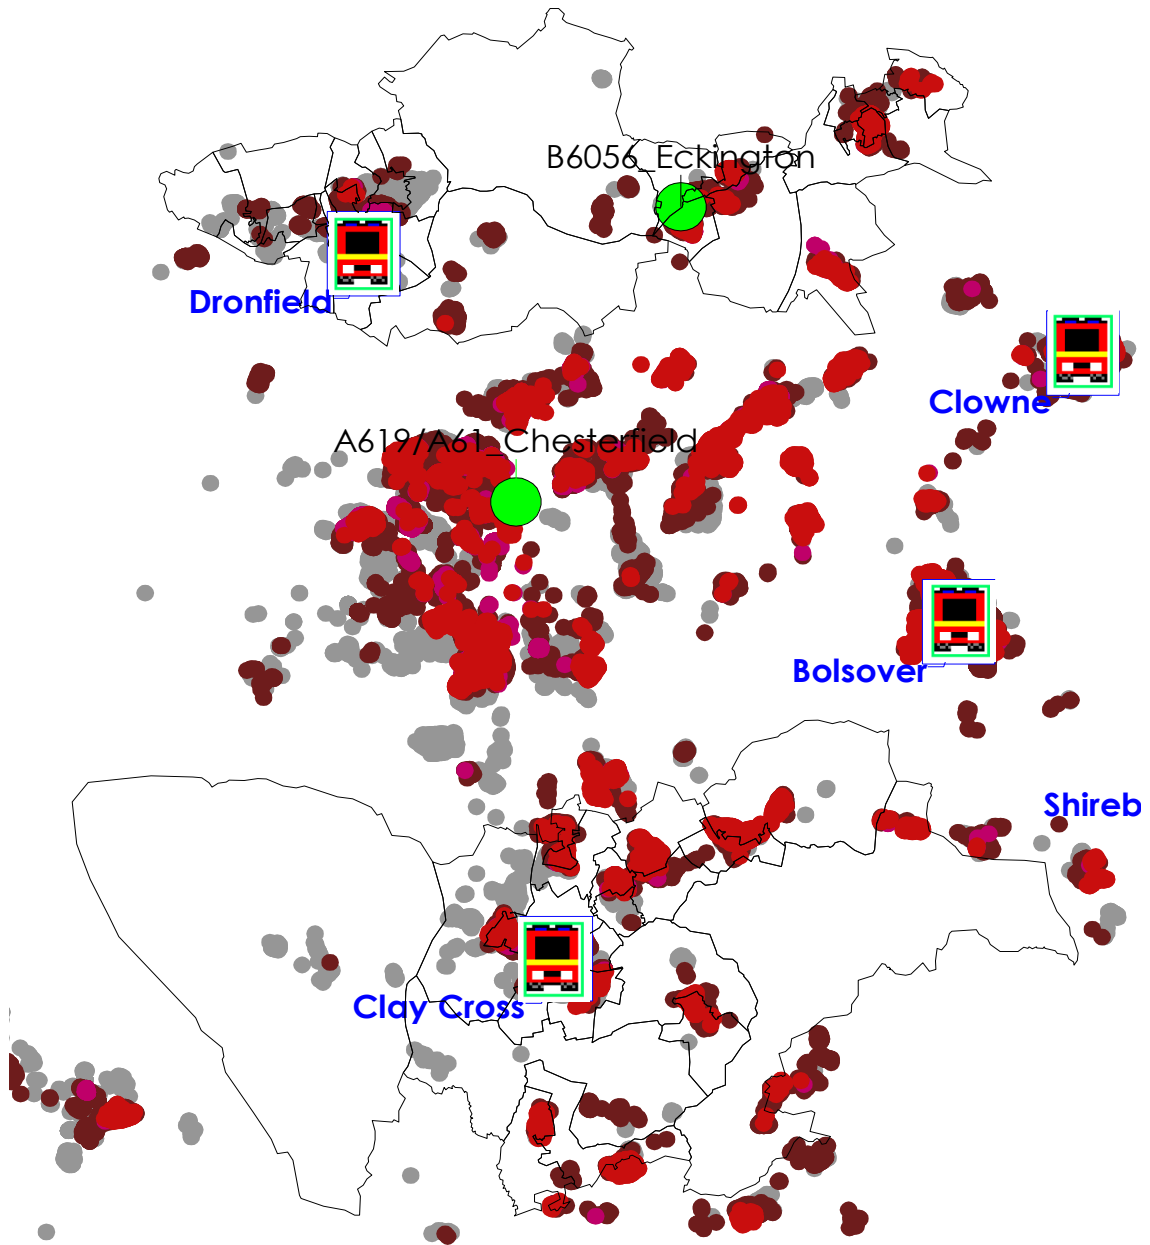 B6056_Eckington
Dronfield
Clowne
A619/A61_Chesterfield
Bolsover
Shireb
Clay Cross